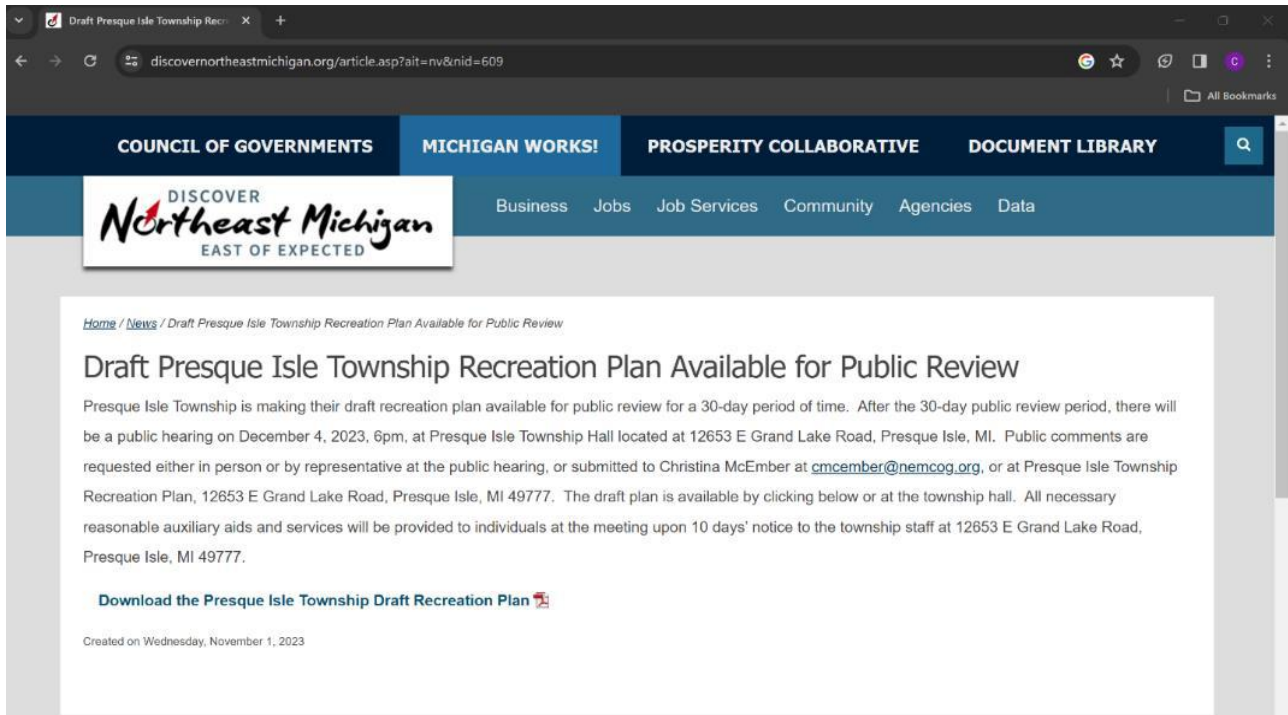 Draft Presque Isle Township Recr
discovernortheastmichigan.org/article.asp?ait=nv&nid=609
C
All Bookmarks
COUNCIL OF GOVERNMENTS MICHIGAN WORKS! PROSPERITY COLLABORATIVE DOCUMENT LIBRARY
DISCOVER
Northeast Michigan
EAST OF EXPECTED
Business Jobs Job Services Community Agencies Data
Home / News / Draft Presque Isle Township Recreation Plan Available for Public Review
Draft Presque Isle Township Recreation Plan Available for Public Review
Presque Isle Township is making their draft recreation plan available for public review for a 30-day period of time. After the 30-day public review period, there will
be a public hearing on December 4, 2023, 6pm, at Presque Isle Township Hall located at 12653 E Grand Lake Road, Presque Isle, MI. Public comments are
requested either in person or by representative at the public hearing, or submitted to Christina McEmber at cmcember@nemcog.org, or at Presque Isle Township
Recreation Plan, 12653 E Grand Lake Road, Presque Isle, MI 49777. The draft plan is available by clicking below or at the township hall. All necessary
reasonable auxiliary aids and services will be provided to individuals at the meeting upon 10 days' notice to the township staff at 12653 E Grand Lake Road,
Presque Isle, MI 49777.
Download the Presque Isle Township Draft Recreation Plan
Created on Wednesday, November 1, 2023